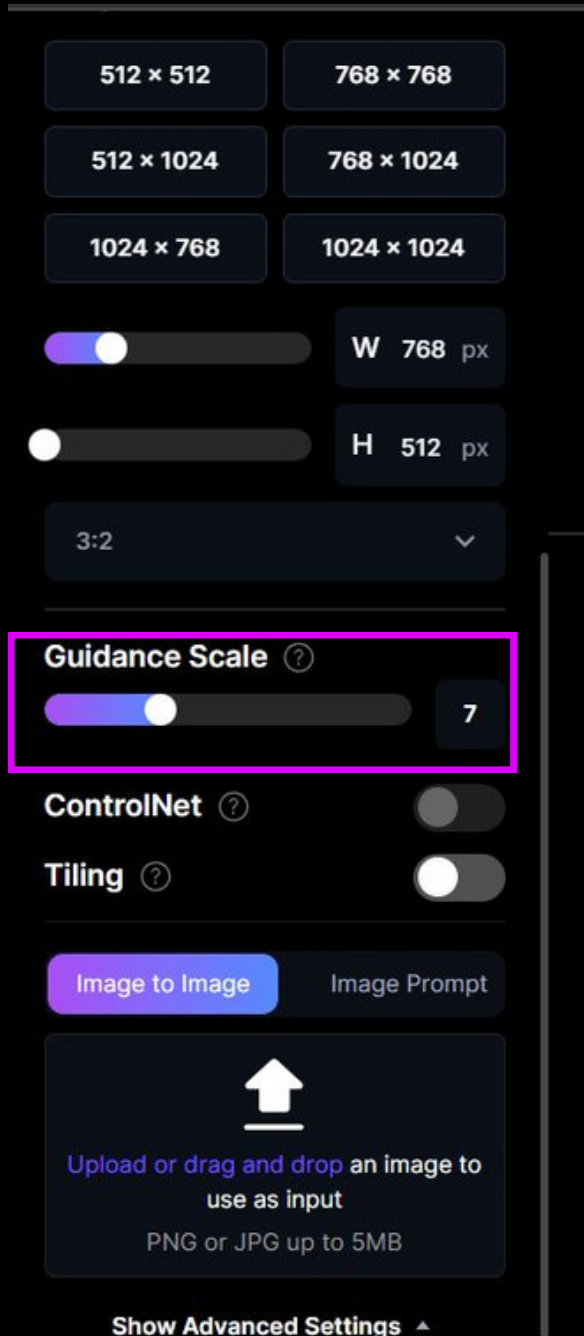 512 × 512
768 × 768
512 × 1024
768 × 1024
1024 × 768
1024 × 1024
W 768 px
H 512 px
3:2
Guidance Scale ?
7
ControlNet ?
Tiling ?
Image to Image
Image Prompt
Upload or drag and drop an image to
use as input
PNG or JPG up to 5MB
Show Advanced Settings